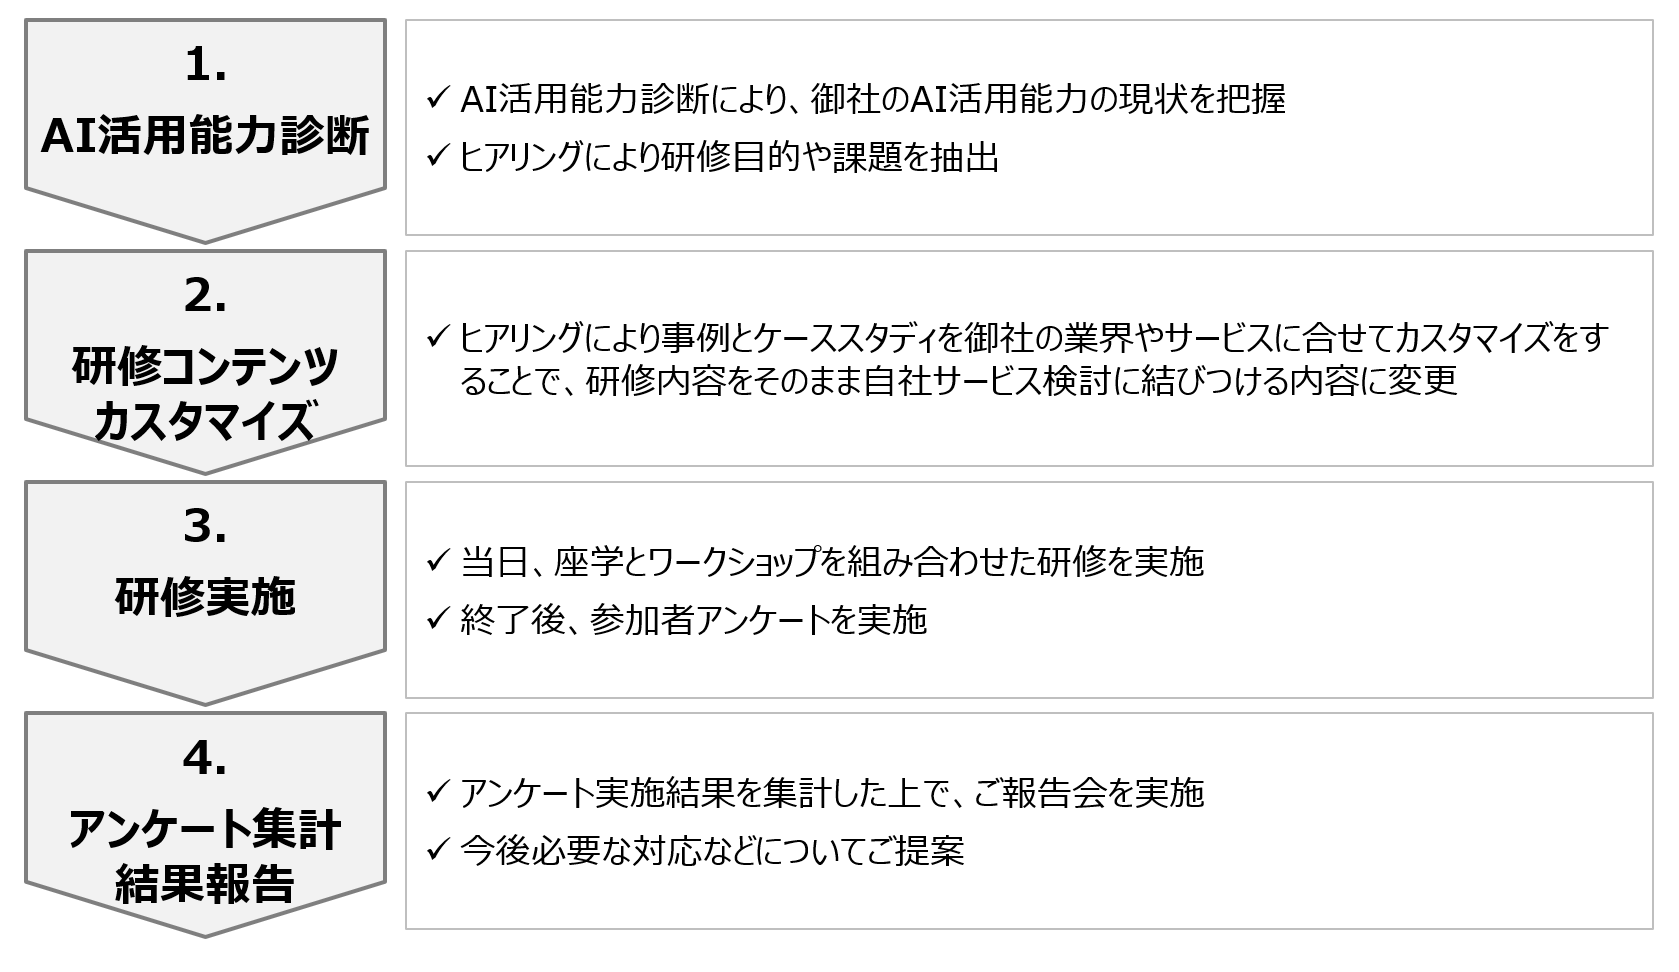 1.
AI活用能力診断
✓ AI活用能力診断により、御社のAI活用能力の現状を把握
✓ ヒアリングにより研修目的や課題を抽出
2.
研修コンテンツ
カスタマイズ
✓ ヒアリングにより事例とケーススタディを御社の業界やサービスに合せてカスタマイズをす
ることで、研修内容をそのまま自社サービス検討に結びつける内容に変更
3.
研修実施
✓ 当日、座学とワークショップを組み合わせた研修を実施
✓ 終了後、参加者アンケートを実施
4.
アンケート集計
結果報告
✓ アンケート実施結果を集計した上で、ご報告会を実施
✓ 今後必要な対応などについてご提案